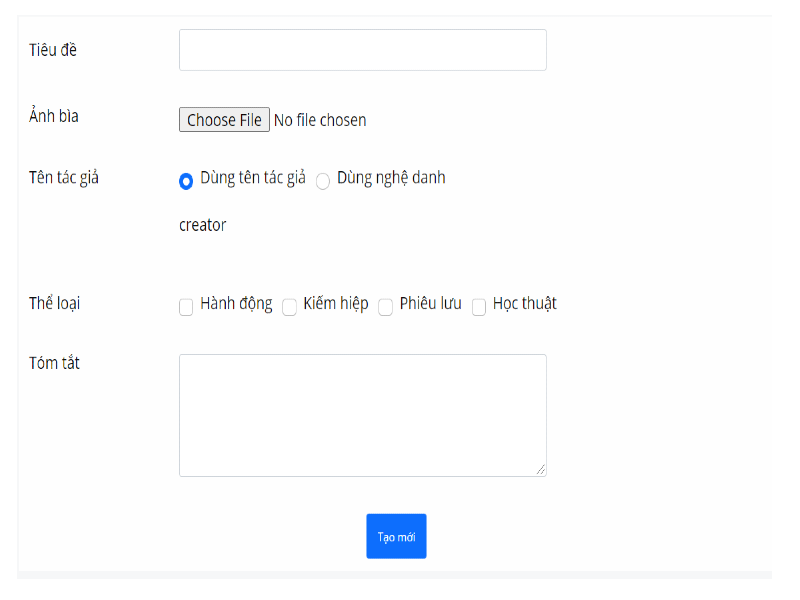 Tiêu đề
Ảnh bìa
Choose File No file chosen
Tên tác giả
Dùng tên tác giả Dùng nghệ danh
creator
Thể loại
Hành động Kiếm hiệp Phiêu lưu Học thuật
Tóm tắt
Tạo mới